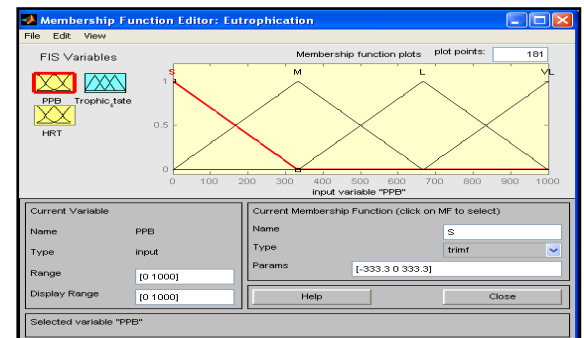 Membership Function Editor: Eutrophication
File Edit View
FIS Variables
Membership function plots plot points: 181
PPB Trophic_state
HRT
S M L VL
1
0.5
0
0 100 200 300 400 500 600 700 800 900 1000
input variable "PPB"
Current Variable
Name PPB
Type input
Range [0 1000]
Display Range [0 1000]
Current Membership Function (click on MF to select)
Name S
Type trimf
Params [-333.3 0 333.3]
Help Close
Selected variable "PPB"